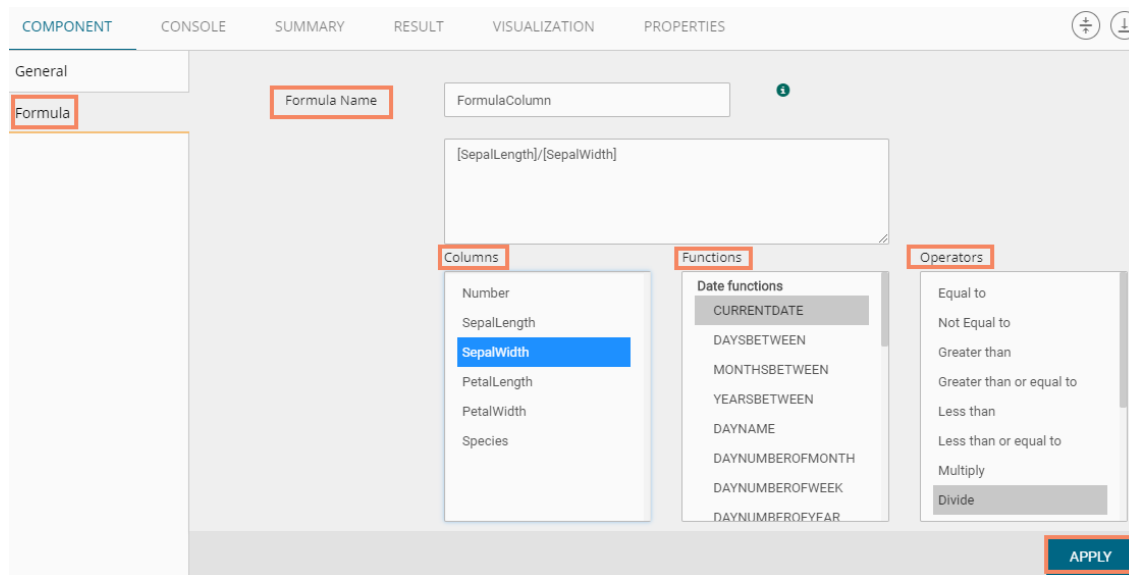 COMPONENT CONSOLE SUMMARY RESULT VISUALIZATION PROPERTIES
General
Formula
Formula Name FormulaColumn
[SepalLength]/[SepalWidth]
Columns Functions Operators
Number
SepalLength
SepalWidth
PetalLength
PetalWidth
Species
Date functions
CURRENTDATE
DAYSBETWEEN
MONTHSBETWEEN
YEARSBETWEEN
DAYNAME
DAYNUMBEROFMONTH
DAYNUMBEROFWEEK
DAYNUMBEROFYEAR
Equal to
Not Equal to
Greater than
Greater than or equal to
Less than
Less than or equal to
Multiply
Divide
APPLY